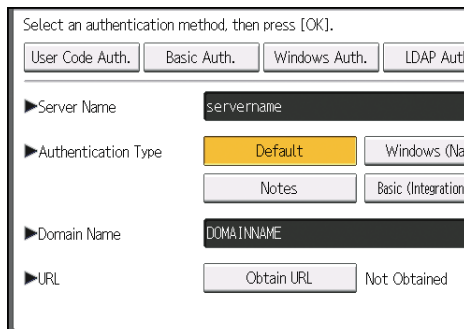 Select an authentication method, then press [OK].
User Code Auth. Basic Auth. Windows Auth. LDAP Auth
▶Server Name servername
▶Authentication Type Default Windows (Na
Notes Basic (Integration
▶Domain Name DOMAINNAME
▶URL Obtain URL Not Obtained